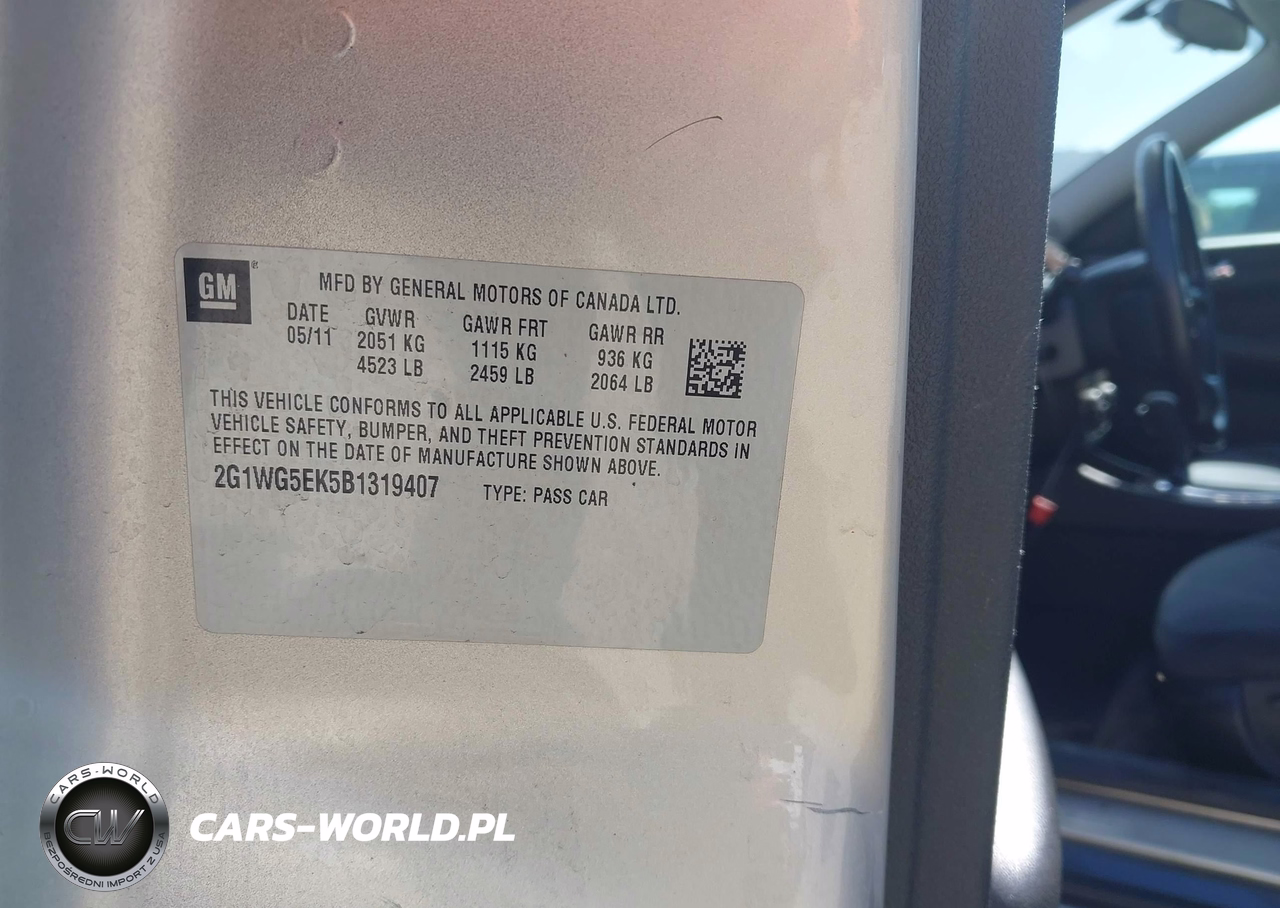 GM
®
MFD BY GENERAL MOTORS OF CANADA LTD.
DATE GVWR GAWR FRT GAWR RR
05/11 2051 KG 1115 KG 936 KG
4523 LB 2459 LB 2064 LB
THIS VEHICLE CONFORMS TO ALL APPLICABLE U.S. FEDERAL MOTOR
VEHICLE SAFETY, BUMPER, AND THEFT PREVENTION STANDARDS IN
EFFECT ON THE DATE OF MANUFACTURE SHOWN ABOVE.
2G1WG5EK5B1319407 TYPE: PASS CAR
CARS-WORLD
CW
BEZPOŚREDNI IMPORT Z USA
CARS-WORLD.PL